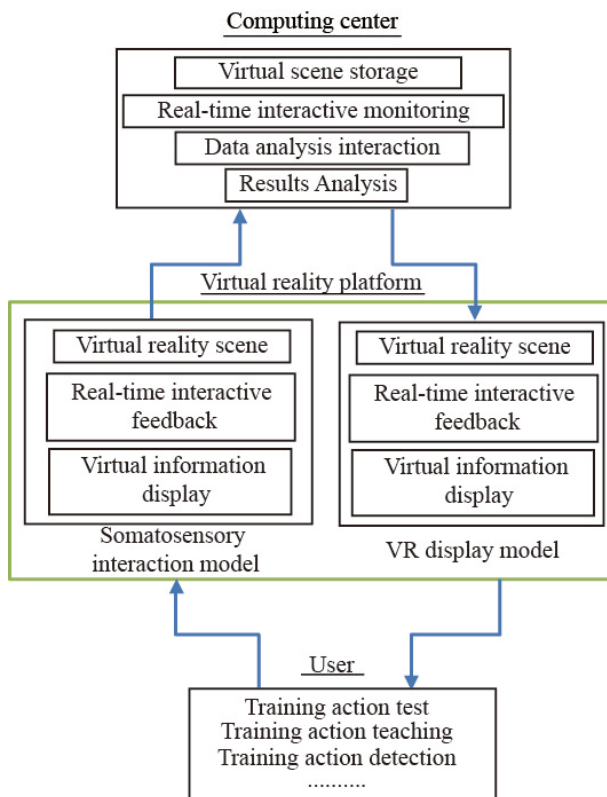 Computing center
Virtual scene storage
Real-time interactive monitoring
Data analysis interaction
Results Analysis
Virtual reality platform
Virtual reality scene
Real-time interactive
feedback
Virtual information
display
Somatosensory
interaction model
Virtual reality scene
Real-time interactive
feedback
Virtual information
display
VR display model
User
Training action test
Training action teaching
Training action detection
..........